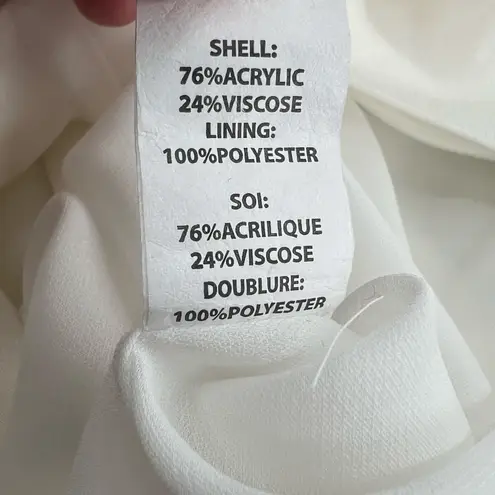 SHELL:
76%ACRYLIC
24%VISCOSE
LINING:
100%POLYESTER
SOI:
76%ACRILIQUE
24%VISCOSE
DOUBLURE:
100%POLYESTER